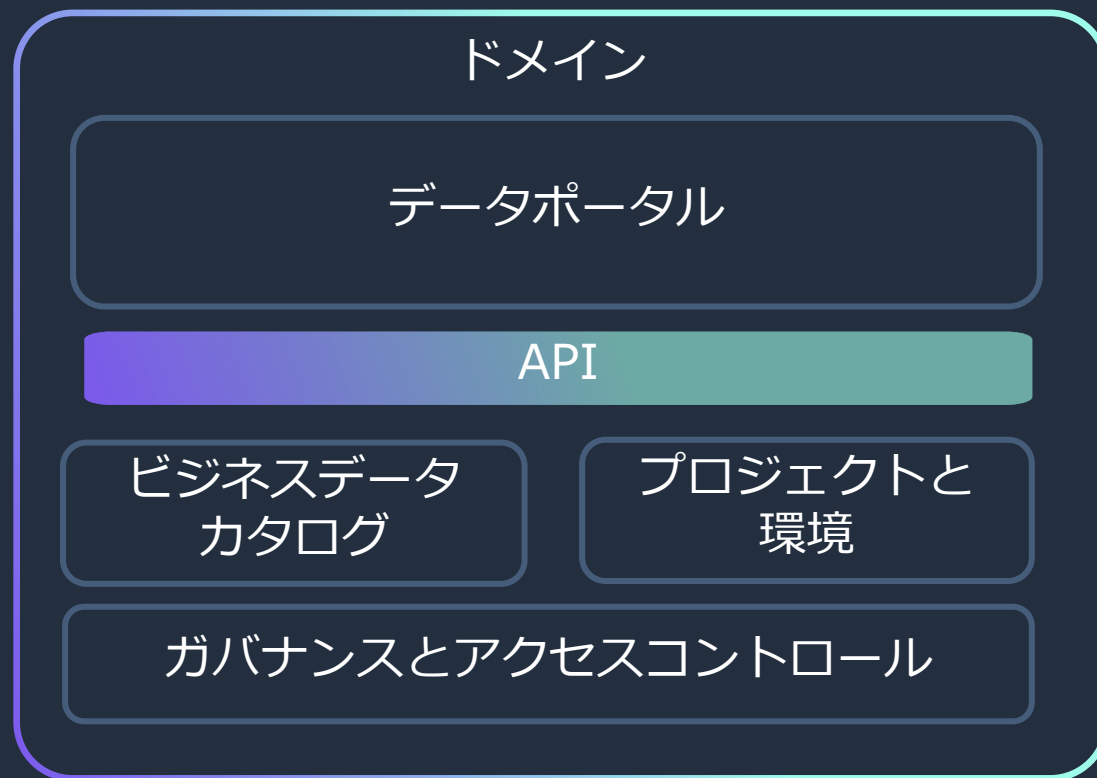 ドメイン
データポータル
API
ビジネスデータ
カタログ
プロジェクトと
環境
ガバナンスとアクセスコントロール